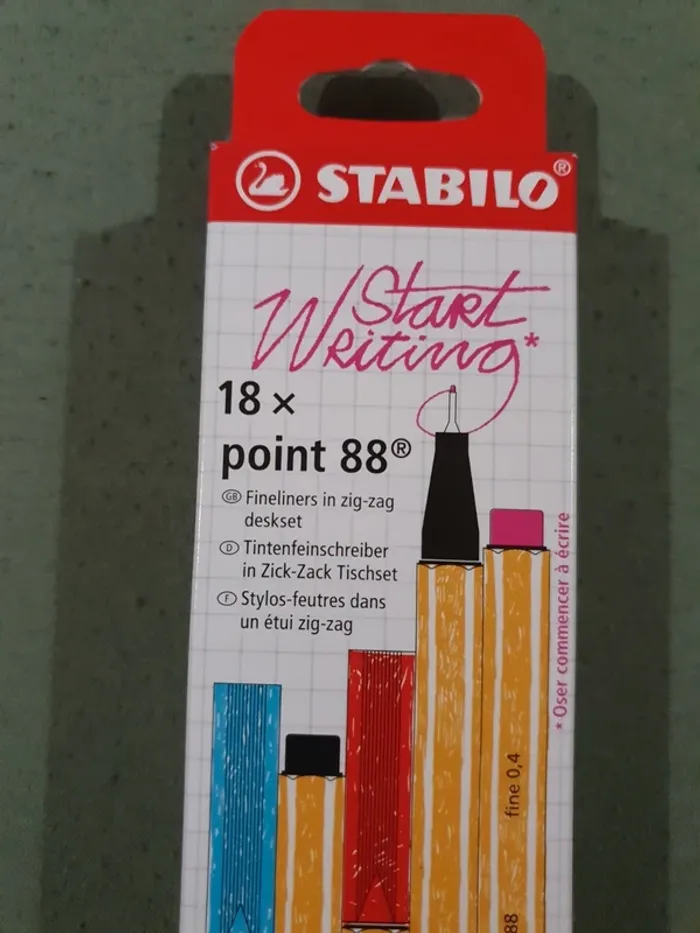 STABILO®
Start
Writing*
18 ×
point 88®
GB Fineliners in zig-zag
deskset
D Tintenfeinschreiber
in Zick-Zack Tischset
F Stylos-feutres dans
un étui zig-zag
* Oser commencer à écrire
fine 0,4
88